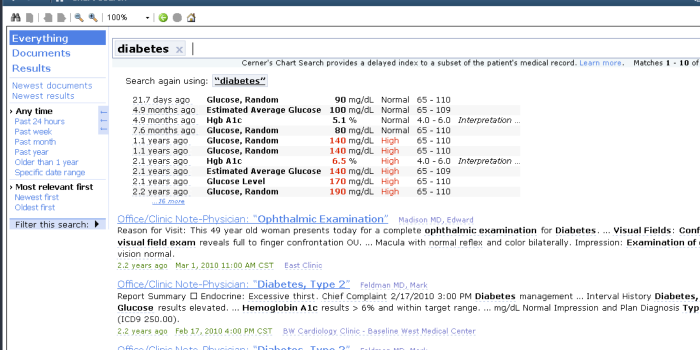 100%
Everything
Documents
Results
Newest documents
Newest results
Any time
Past 24 hours
Past week
Past month
Past year
Older than 1 year
Specific date range
Most relevant first
Newest first
Oldest first
Filter this search:
diabetes x
Cerner's Chart Search provides a delayed index to a subset of the patient's medical record. Learn more. Matches 1 - 10 of
Search again using: "diabetes"
21.7 days ago Glucose, Random 90 mg/dL Normal 65 - 110
4.9 months ago Estimated Average Glucose 100 mg/dL Normal 65 - 109
4.9 months ago Hgb A1c 5.1 % Normal 4.0 - 6.0 Interpretation ...
7.6 months ago Glucose, Random 80 mg/dL Normal 65 - 110
1.1 years ago Glucose, Random 140 mg/dL High 65 - 110
1.1 years ago Glucose, Random 140 mg/dL High 65 - 110
2.1 years ago Hgb A1c 6.5 % High 4.0 - 6.0 Interpretation ...
2.1 years ago Estimated Average Glucose 140 mg/dL High 65 - 109
2.1 years ago Glucose Level 170 mg/dL High 65 - 110
2.2 years ago Glucose, Random 190 mg/dL High 65 - 110
...36 more
Office/Clinic Note-Physician: "Ophthalmic Examination" Madison MD, Edward
Reason for Visit: This 49 year old woman presents today for a complete ophthalmic examination for Diabetes. ... Visual Fields: Conf
visual field exam reveals full to finger confrontation OU. ... Macula with normal reflex and color bilaterally. Impression: Examination of
vision normal.
2.2 years ago Mar 1, 2010 11:00 AM CST East Clinic
Office/Clinic Note-Physician: "Diabetes, Type 2" Feldman MD, Mark
Report Summary □ Endocrine: Excessive thirst. Chief Complaint 2/17/2010 3:00 PM Diabetes management ... Interval History Diabetes,
Glucose results elevated. ... Hemoglobin A1c results > 6% and within target range. ... mg/dL Normal Impression and Plan Diagnosis Typ
(ICD9 250.00).
2.2 years ago Feb 17, 2010 4:00 PM CST BW Cardiology Clinic - Baseline West Medical Center
Office/Clinic Note-Physician: "Diabetes, Type 2" Feldman MD, Mark